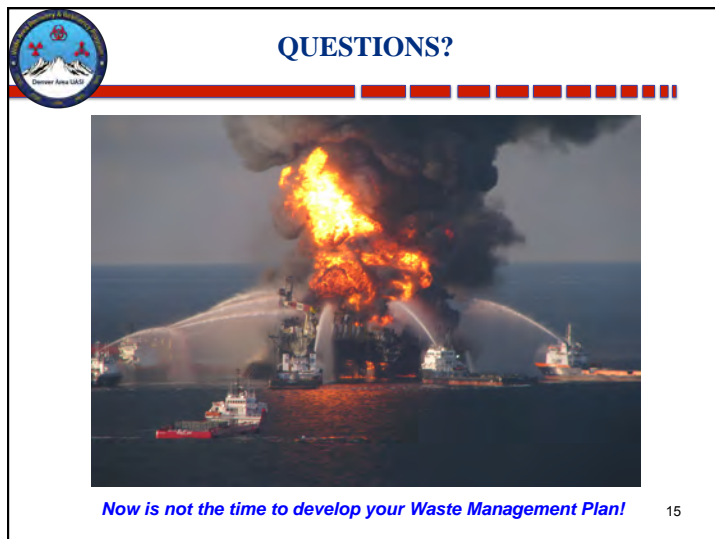 Denver Area UASI
QUESTIONS?
Now is not the time to develop your Waste Management Plan!
15